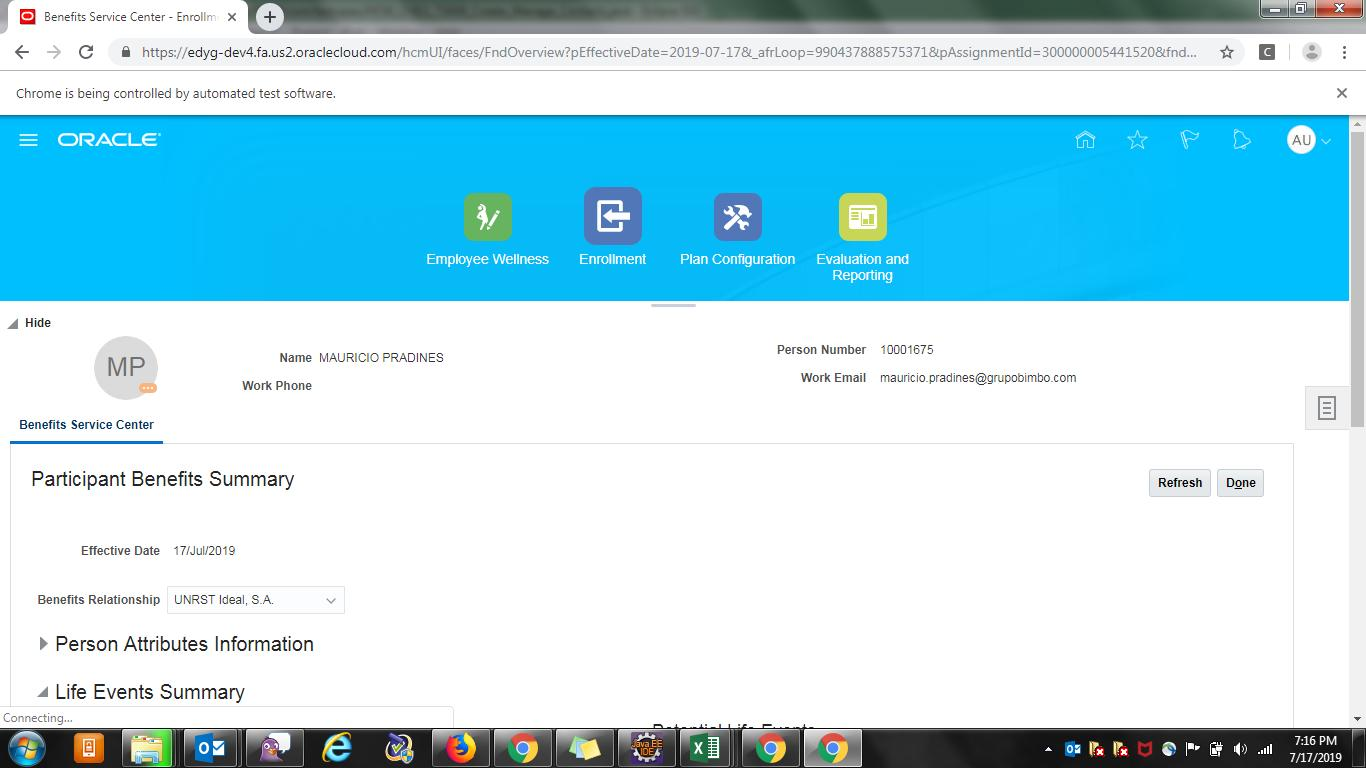 Benefits Service Center - Enrollm
https://edyg-dev4.fa.us2.oraclecloud.com/hcmUI/faces/FndOverview?pEffectiveDate=2019-07-17&_afrLoop=990437888575371&pAssignmentId=300000005441520&fnd...
C
Chrome is being controlled by automated test software.
ORACLE
AU
Employee Wellness
Enrollment
Plan Configuration
Evaluation and
Reporting
Hide
MP
Name MAURICIO PRADINES
Work Phone
Person Number 10001675
Work Email mauricio.pradines@grupobimbo.com
Benefits Service Center
Participant Benefits Summary
Refresh
Done
Effective Date 17/Jul/2019
Benefits Relationship UNRST Ideal, S.A.
Person Attributes Information
Life Events Summary
Potential Life Events
Connecting...
Java EE
IDE
7:16 PM
7/17/2019